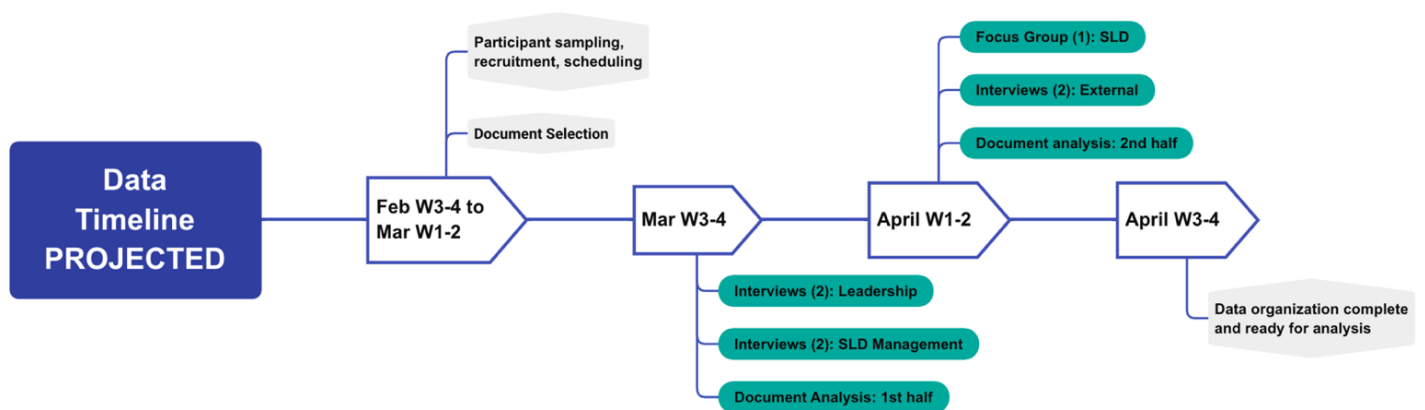 Data
Timeline
PROJECTED
Feb W3-4 to
Mar W1-2
Participant sampling,
recruitment, scheduling
Document Selection
Mar W3-4
Interviews (2): Leadership
Interviews (2): SLD Management
Document Analysis: 1st half
April W1-2
Focus Group (1): SLD
Interviews (2): External
Document analysis: 2nd half
April W3-4
Data organization complete
and ready for analysis